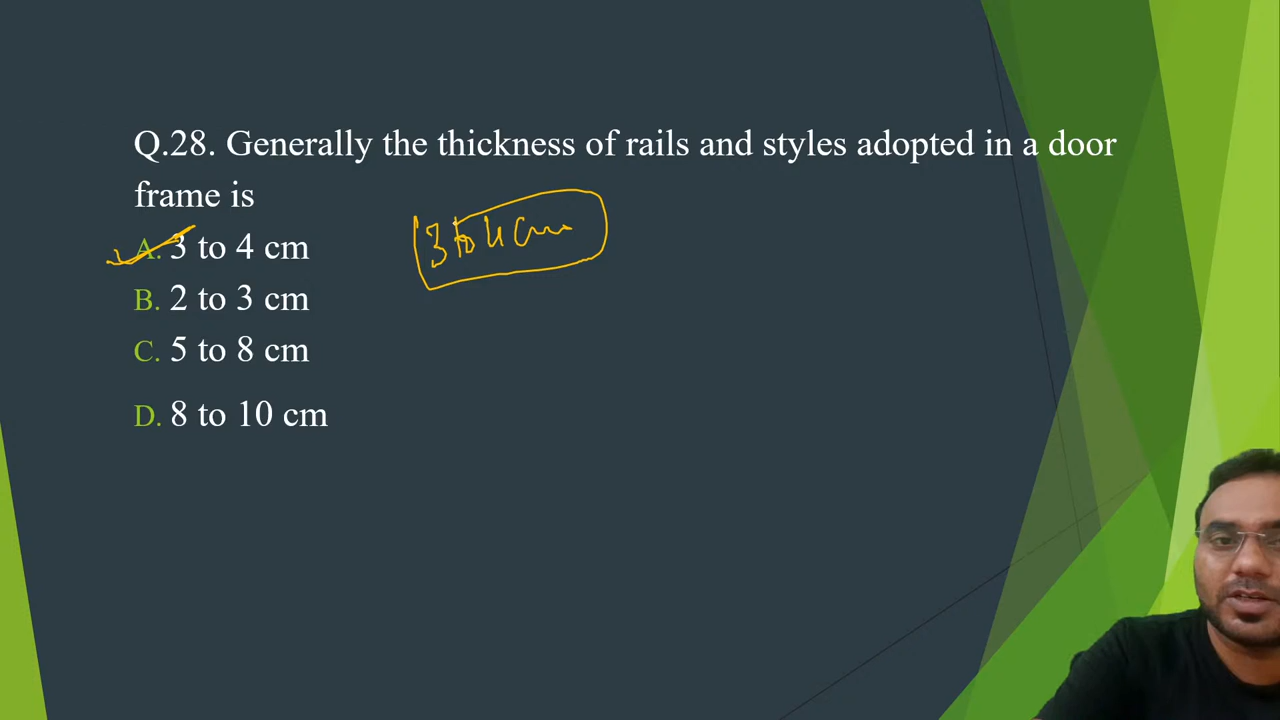 Q.28. Generally the thickness of rails and styles adopted in a door
frame is
A. 3 to 4 cm
3 to 4 cm
B. 2 to 3 cm
C. 5 to 8 cm
D. 8 to 10 cm